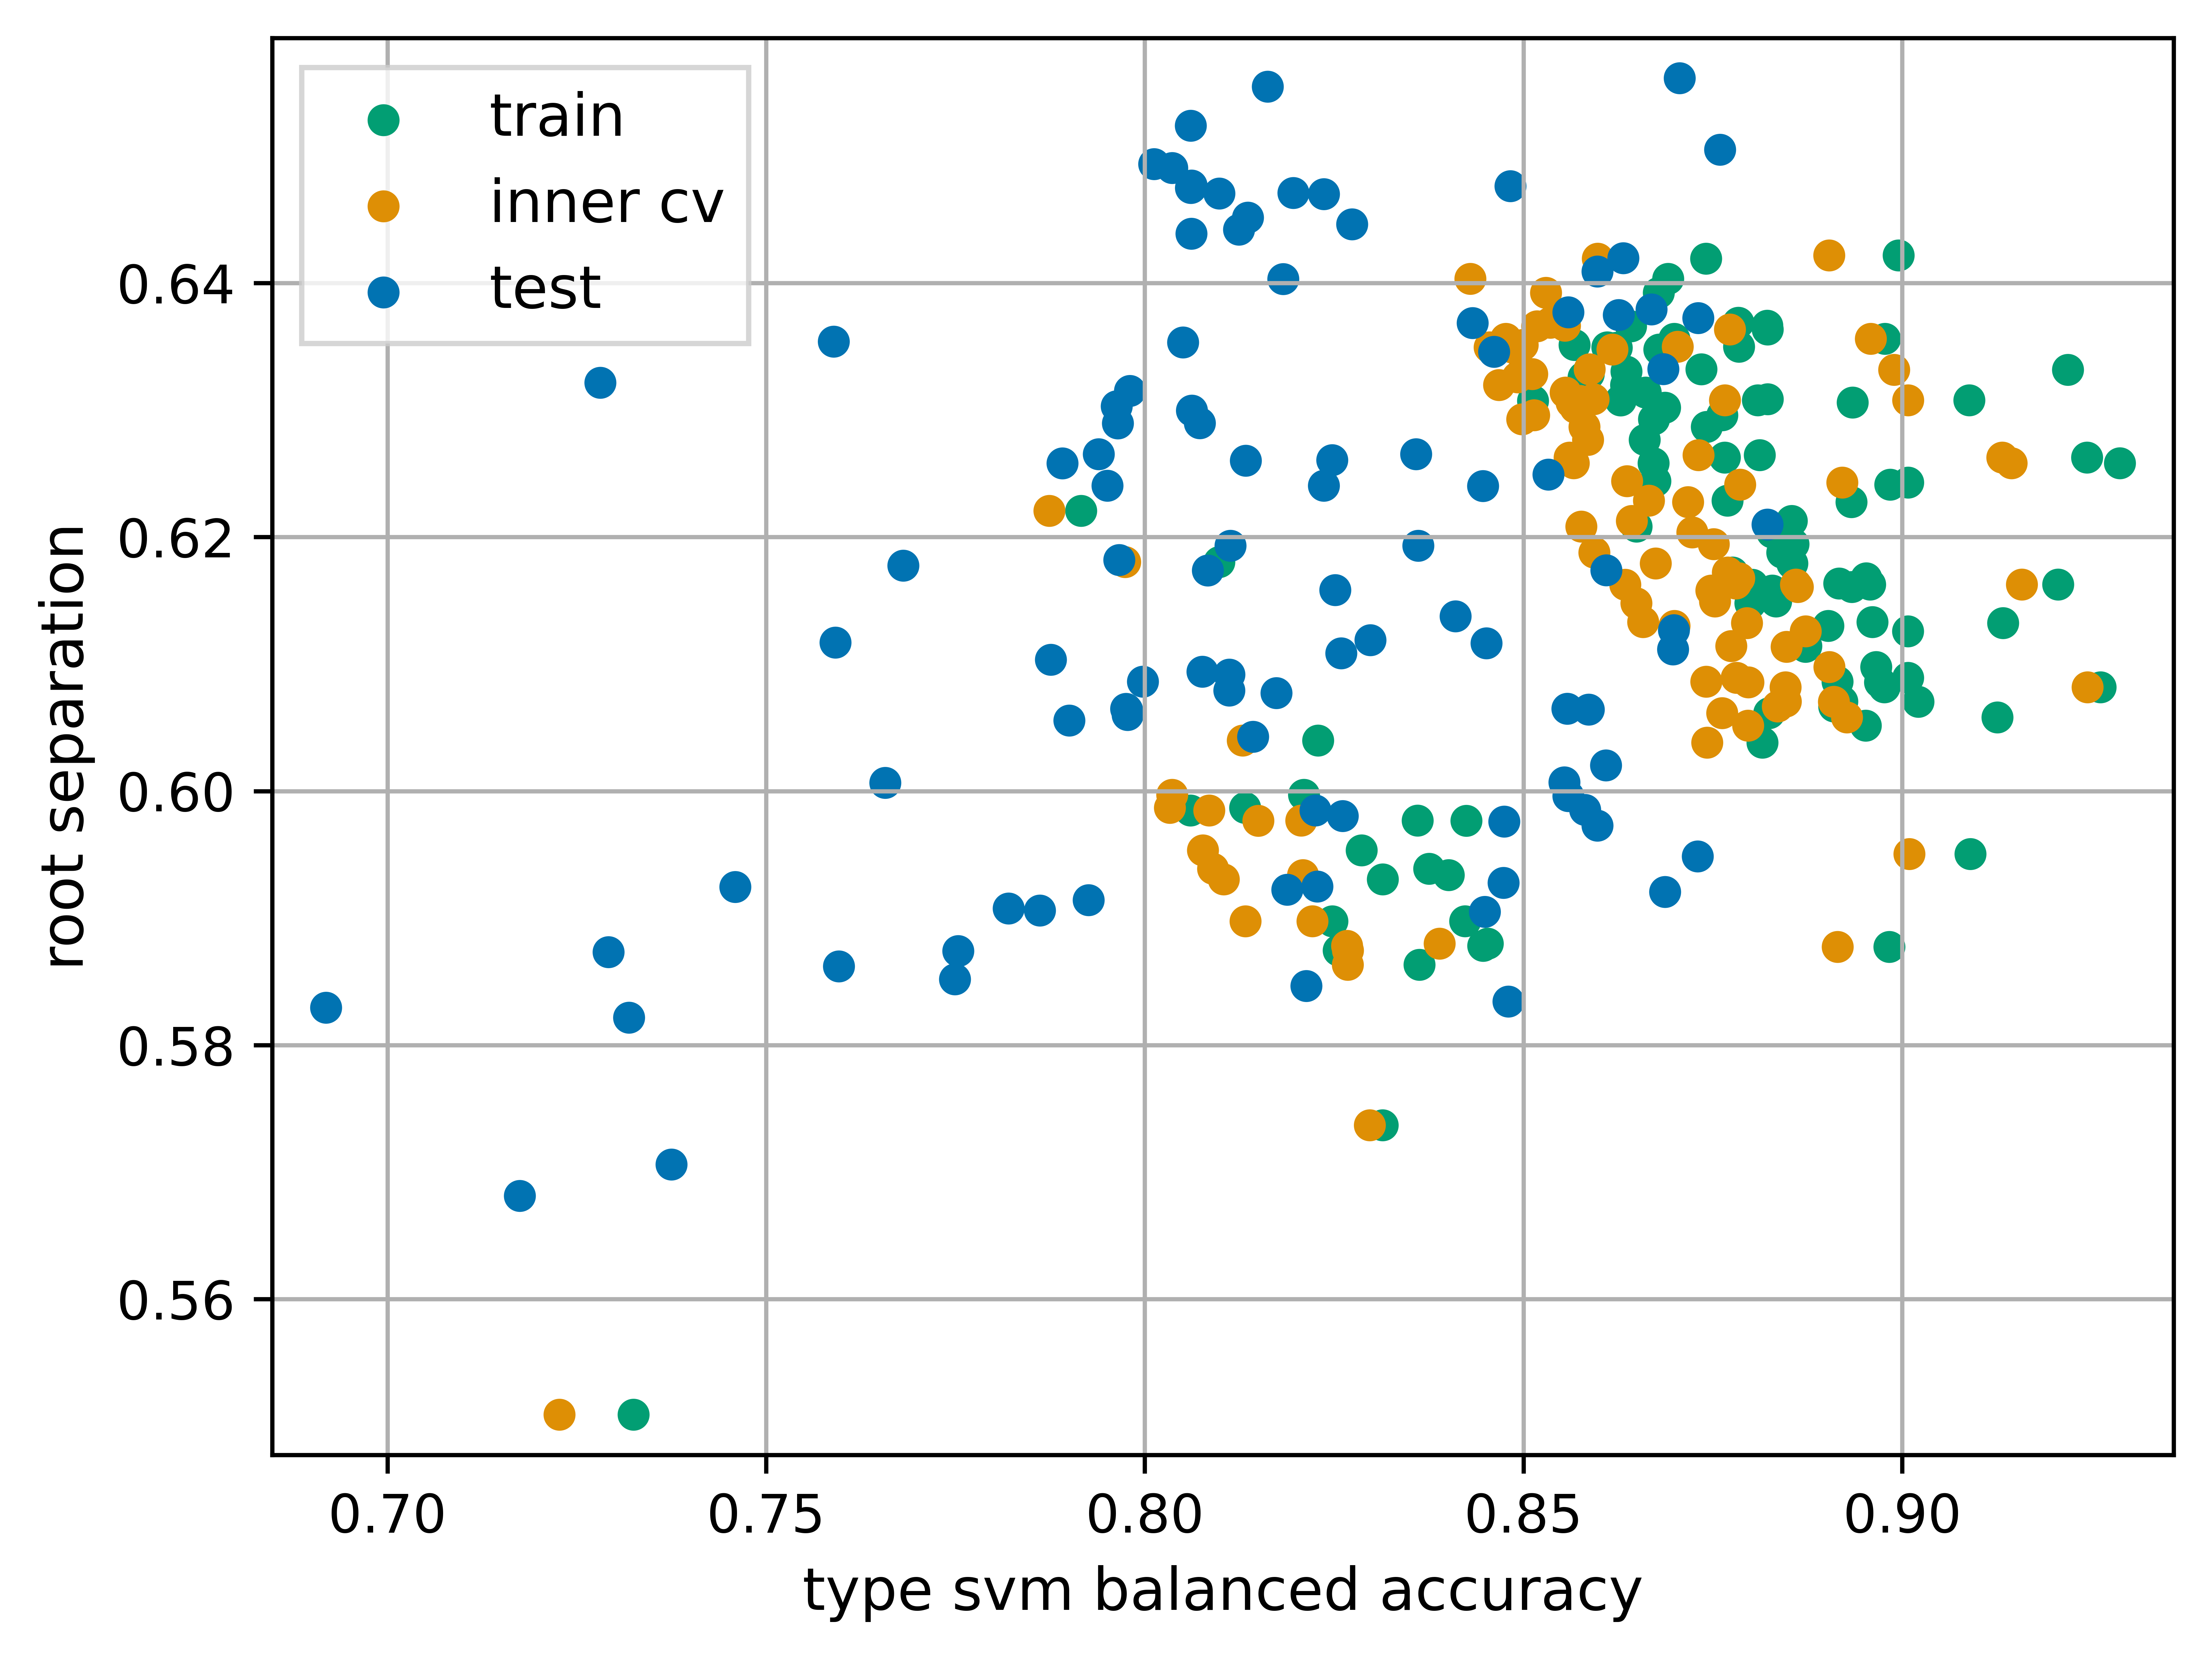 train
inner cv
test
root separation
0.64
0.62
0.60
0.58
0.56
0.70 0.75 0.80 0.85 0.90
type svm balanced accuracy